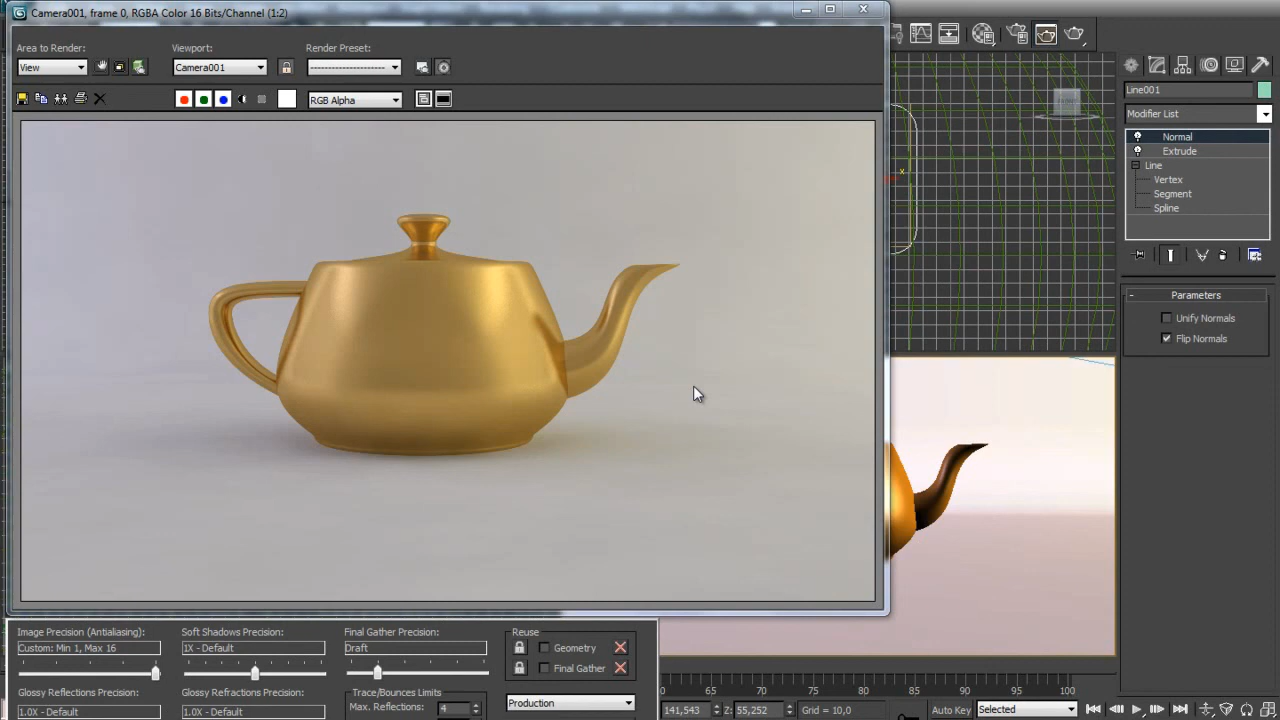 Camera001, frame 0, RGBA Color 16 Bits/Channel (1:2)
Area to Render:
Viewport:
Render Preset:
View
Camera001
--------------------
RGB Alpha
Line001
Modifier List
Normal
Extrude
Line
Vertex
Segment
Spline
x
- Parameters
Unify Normals
Flip Normals
Image Precision (Antialiasing):
Soft Shadows Precision:
Final Gather Precision:
Reuse
Custom: Min 1, Max 16
1X - Default
Draft
Geometry
Final Gather
Glossy Reflections Precision:
Glossy Refractions Precision:
Trace/Bounces Limits
Max. Reflections: 4
1.0X - Default
1.0X - Default
Production
0 65 70 75 80 85 90 95 100
141,543 Z: 55,252 Grid = 10,0 Auto Key Selected